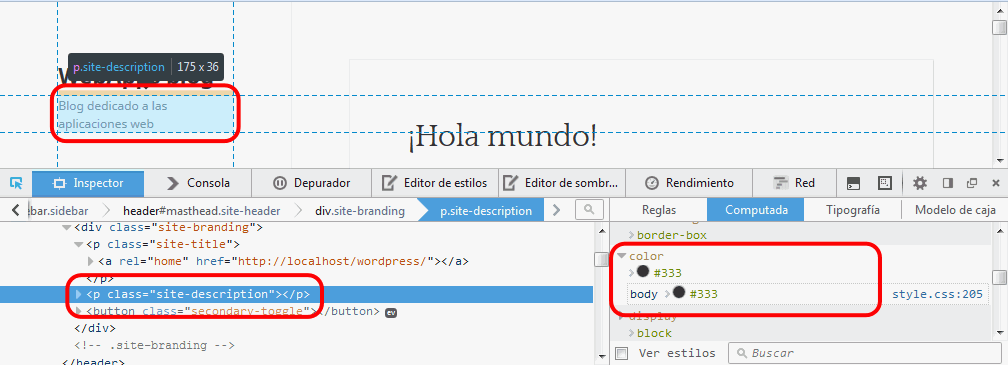 p.site-description | 175 x 36
Blog dedicado a las
aplicaciones web
¡Hola mundo!
Inspector
Consola
Depurador
Editor de estilos
Editor de sombr...
Rendimiento
Red
ebar.sidebar
header#masthead.site-header
div.site-branding
p.site-description
Reglas
Computada
Tipografía
Modelo de caja
<div class="site-branding">
<p class="site-title">
<a rel="home" href="http://localhost/wordpress/"></a>
</p>
<p class="site-description"></p>
<button class="secondary-toggle"></button> ev
</div>
<!-- .site-branding -->
</header>
border-box
color
#333
body #333 style.css:205
display
block
Ver estilos
Buscar